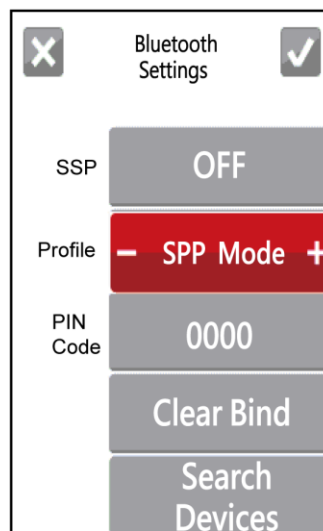 Bluetooth
Settings
SSP OFF
Profile - SPP Mode +
PIN
Code 0000
Clear Bind
Search
Devices